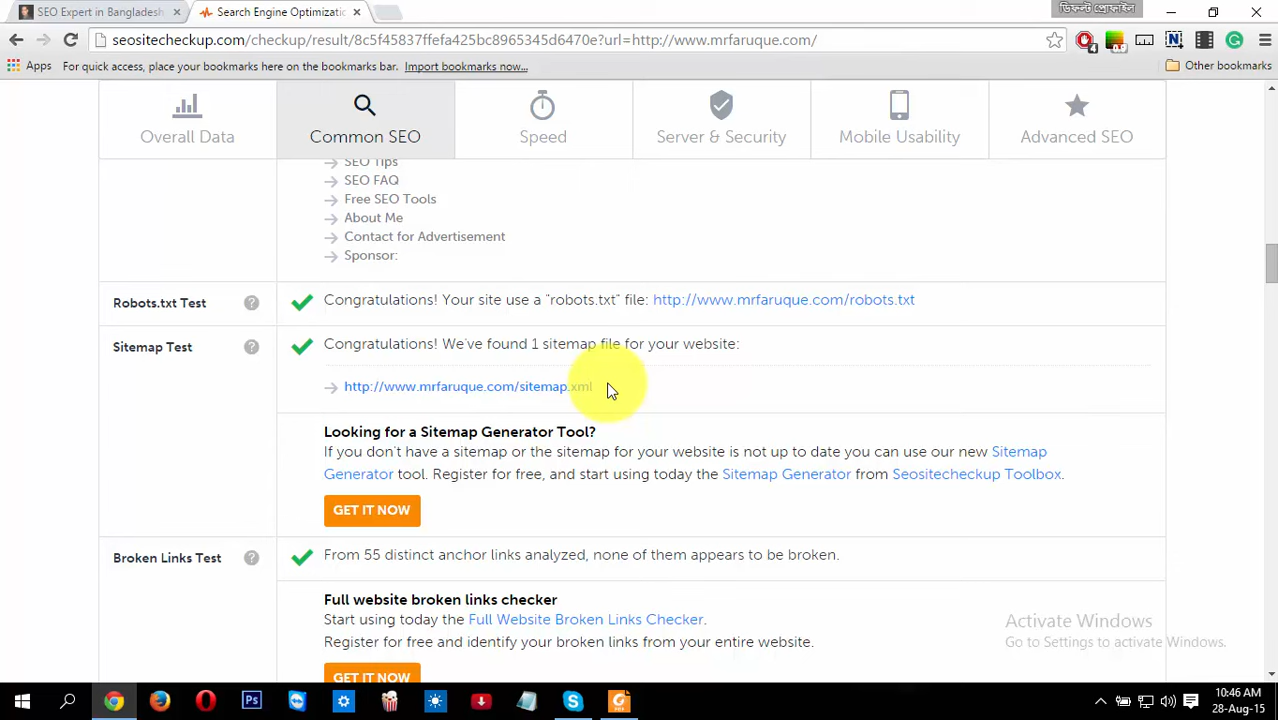 SEO Expert in Bangladesh
Search Engine Optimizatic
ডিফল্ট প্রোফাইল
seositecheckup.com/checkup/result/8c5f45837ffefa425bc8965345d6470e?url=http://www.mrfaruque.com/
Apps
For quick access, place your bookmarks here on the bookmarks bar.
Import bookmarks now...
Other bookmarks
Overall Data
Common SEO
Speed
Server & Security
Mobile Usability
Advanced SEO
SEO Tips
SEO FAQ
Free SEO Tools
About Me
Contact for Advertisement
Sponsor:
Robots.txt Test
Congratulations! Your site use a "robots.txt" file: http://www.mrfaruque.com/robots.txt
Sitemap Test
Congratulations! We've found 1 sitemap file for your website:
http://www.mrfaruque.com/sitemap.xml
Looking for a Sitemap Generator Tool?
If you don't have a sitemap or the sitemap for your website is not up to date you can use our new Sitemap
Generator tool. Register for free, and start using today the Sitemap Generator from Seositecheckup Toolbox.
GET IT NOW
Broken Links Test
From 55 distinct anchor links analyzed, none of them appears to be broken.
Full website broken links checker
Start using today the Full Website Broken Links Checker.
Register for free and identify your broken links from your entire website.
GET IT NOW
Activate Windows
Go to Settings to activate Windows.
10:46 AM
28-Aug-15